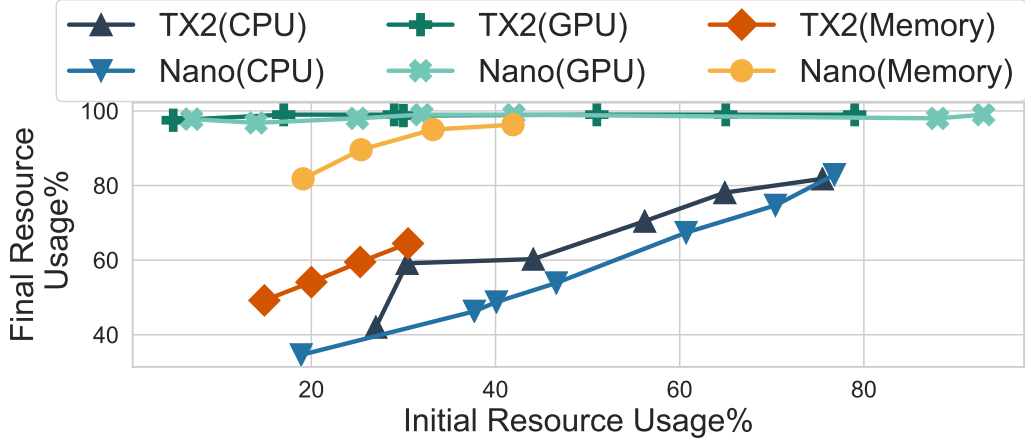 TX2(CPU) TX2(GPU) TX2(Memory)
Nano(CPU) Nano(GPU) Nano(Memory)
100
80
60
40
Final Resource
Usage%
20 40 60 80
Initial Resource Usage%